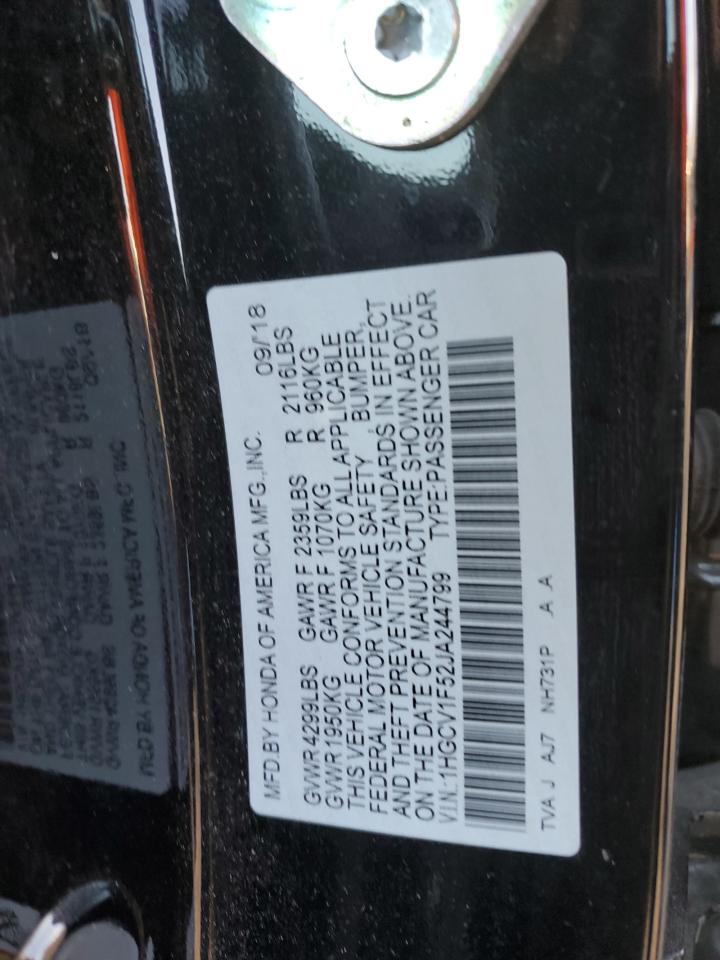 MFD.BY HONDA OF AMERICA MFG.,INC. 09/18
GVWR 4299LBS GAWR F 2359LBS R 2116LBS
GVWR 1950KG GAWR F 1070KG R 960KG
THIS VEHICLE CONFORMS TO ALL APPLICABLE
FEDERAL MOTOR VEHICLE SAFETY , BUMPER,
AND THEFT PREVENTION STANDARDS IN EFFECT
ON THE DATE OF MANUFACTURE SHOWN ABOVE.
V.I.N.:1HGCV1F52JA244799 TYPE:PASSENGER CAR
TVA J AJ7 NH731P .A .A